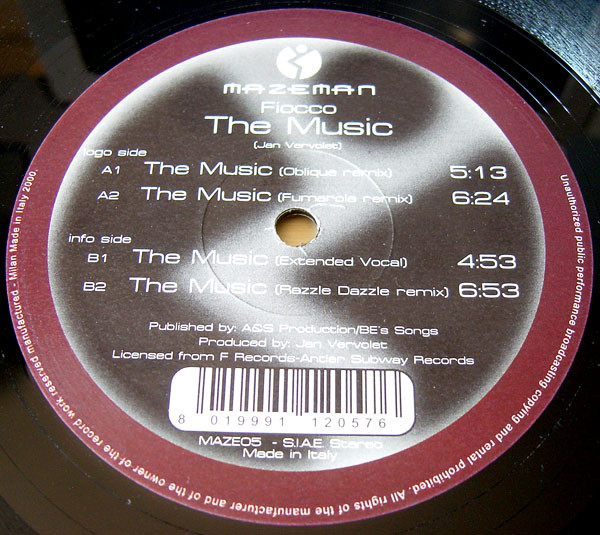 MAZEMAN
Fiocco
The Music
(Jan Vervolet)
logo side
A1 The Music (Oblique remix) 5:13
A2 The Music (Fumarola remix) 6:24
info side
B1 The Music (Extended Vocal) 4:53
B2 The Music (Razzle Dazzle remix) 6:53
Published by: A&S Production/BE's Songs
Produced by: Jan Vervolet
Licensed from F Records-Antler Subway Records
8 019991 120576
MAZE05 - S.I.A.E. Stereo
Made in Italy
Unauthorized public performance broadcasting copying and rental prohibited. All rights of the manufacturer and of the owner of the record work reserved manufactured - Milan Made in Italy 2000.